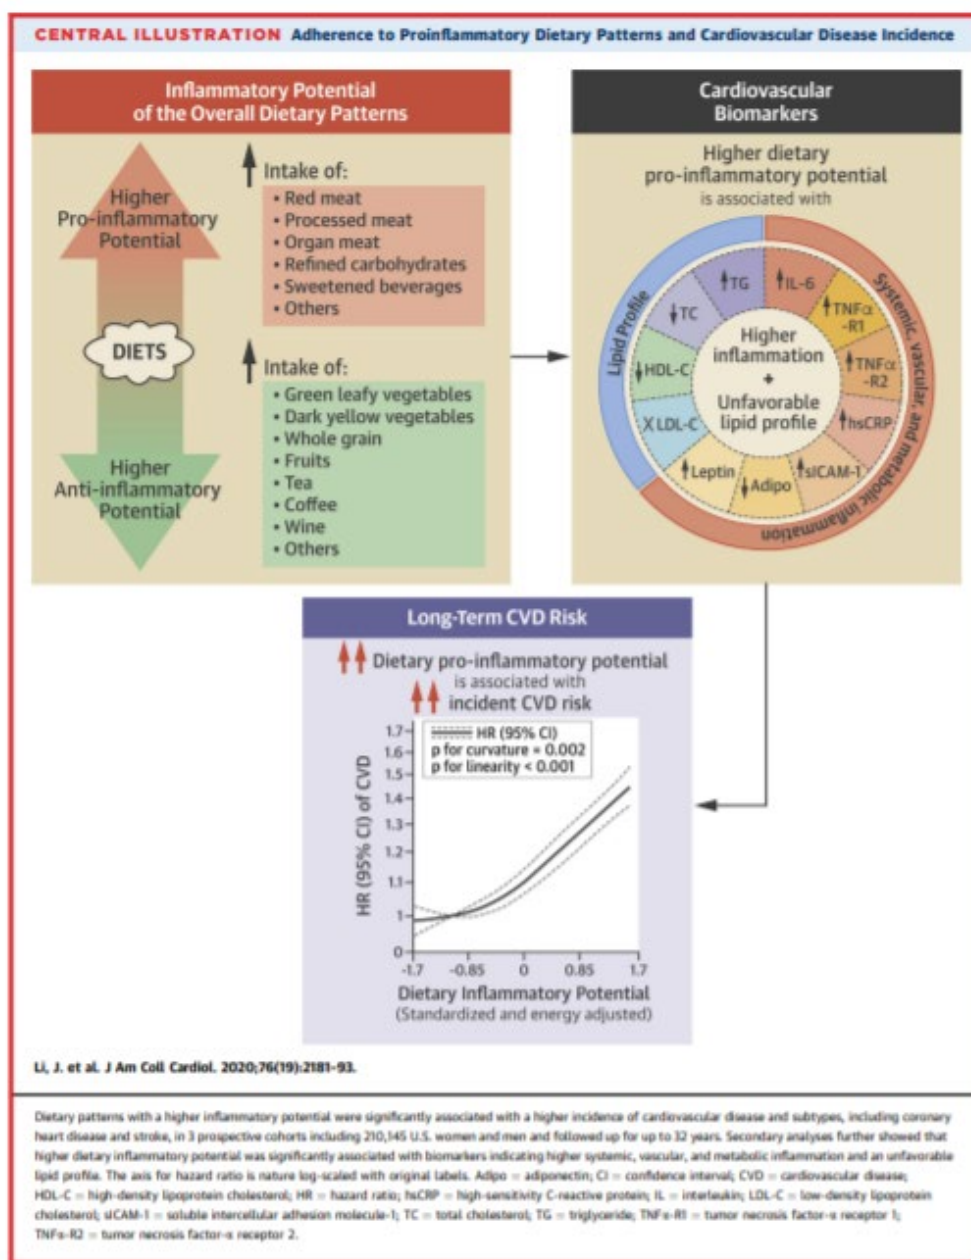 CENTRAL ILLUSTRATION Adherence to Proinflammatory Dietary Patterns and Cardiovascular Disease Incidence
Inflammatory Potential
of the Overall Dietary Patterns
Higher
Pro-inflammatory
Potential
DIETS
Higher
Anti-inflammatory
Potential
Intake of:
• Red meat
• Processed meat
• Organ meat
• Refined carbohydrates
• Sweetened beverages
• Others
Intake of:
• Green leafy vegetables
• Dark yellow vegetables
• Whole grain
• Fruits
• Tea
• Coffee
• Wine
• Others
Cardiovascular
Biomarkers
Higher dietary
pro-inflammatory potential
is associated with
Lipid Profile
Systemic, vascular, and metabolic inflammation
↑TG
↑IL-6
↑TNFα
-R1
↑TNFα
-R2
↑hsCRP
↑sICAM-1
↓Adipo
↑Leptin
X LDL-C
↓HDL-C
↓TC
Higher
inflammation
+
Unfavorable
lipid profile
Long-Term CVD Risk
↑↑ Dietary pro-inflammatory potential
is associated with
↑↑ incident CVD risk
HR (95% CI)
p for curvature = 0.002
p for linearity < 0.001
HR (95% CI) of CVD
1.7
1.6
1.5
1.4
1.3
1.2
1.1
1
0
-1.7 -0.85 0 0.85 1.7
Dietary Inflammatory Potential
(Standardized and energy adjusted)
Li, J. et al. J Am Coll Cardiol. 2020;76(19):2181-93.
Dietary patterns with a higher inflammatory potential were significantly associated with a higher incidence of cardiovascular disease and subtypes, including coronary
heart disease and stroke, in 3 prospective cohorts including 210,145 U.S. women and men and followed up for up to 32 years. Secondary analyses further showed that
higher dietary inflammatory potential was significantly associated with biomarkers indicating higher systemic, vascular, and metabolic inflammation and an unfavorable
lipid profile. The axis for hazard ratio is nature log-scaled with original labels. Adipo = adiponectin; CI = confidence interval; CVD = cardiovascular disease;
HDL-C = high-density lipoprotein cholesterol; HR = hazard ratio; hsCRP = high-sensitivity C-reactive protein; IL = interleukin; LDL-C = low-density lipoprotein
cholesterol; sICAM-1 = soluble intercellular adhesion molecule-1; TC = total cholesterol; TG = triglyceride; TNFα-R1 = tumor necrosis factor-α receptor 1;
TNFα-R2 = tumor necrosis factor-α receptor 2.